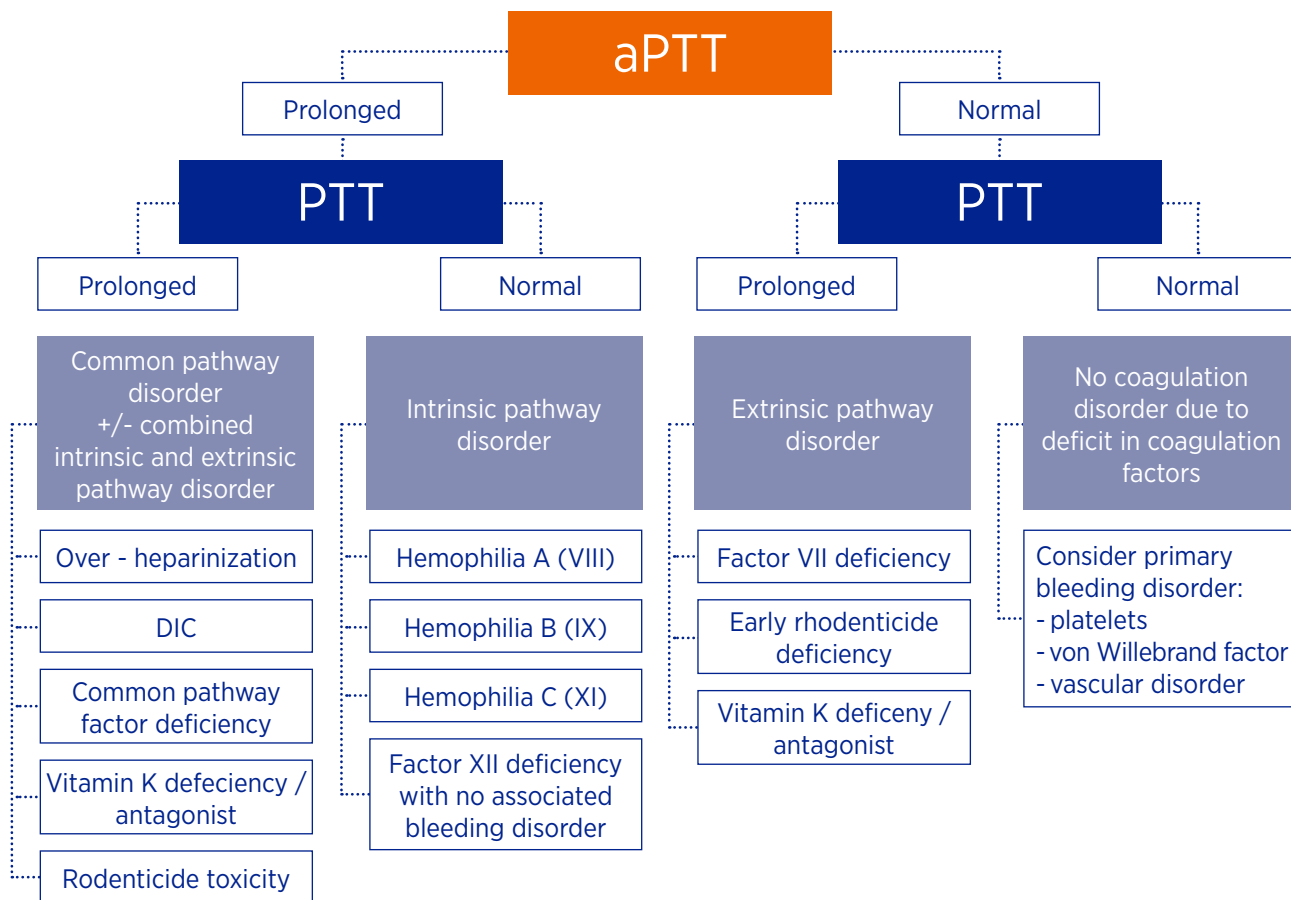 aPTT
Prolonged
Normal
PTT
PTT
Prolonged
Normal
Prolonged
Normal
Common pathway
disorder
+/- combined
intrinsic and extrinsic
pathway disorder
Over - heparinization
DIC
Common pathway
factor deficiency
Vitamin K defeciency /
antagonist
Rodenticide toxicity
Intrinsic pathway
disorder
Hemophilia A (VIII)
Hemophilia B (IX)
Hemophilia C (XI)
Factor XII deficiency
with no associated
bleeding disorder
Extrinsic pathway
disorder
Factor VII deficiency
Early rhodenticide
deficiency
Vitamin K deficeny /
antagonist
No coagulation
disorder due to
deficit in coagulation
factors
Consider primary
bleeding disorder:
- platelets
- von Willebrand factor
- vascular disorder